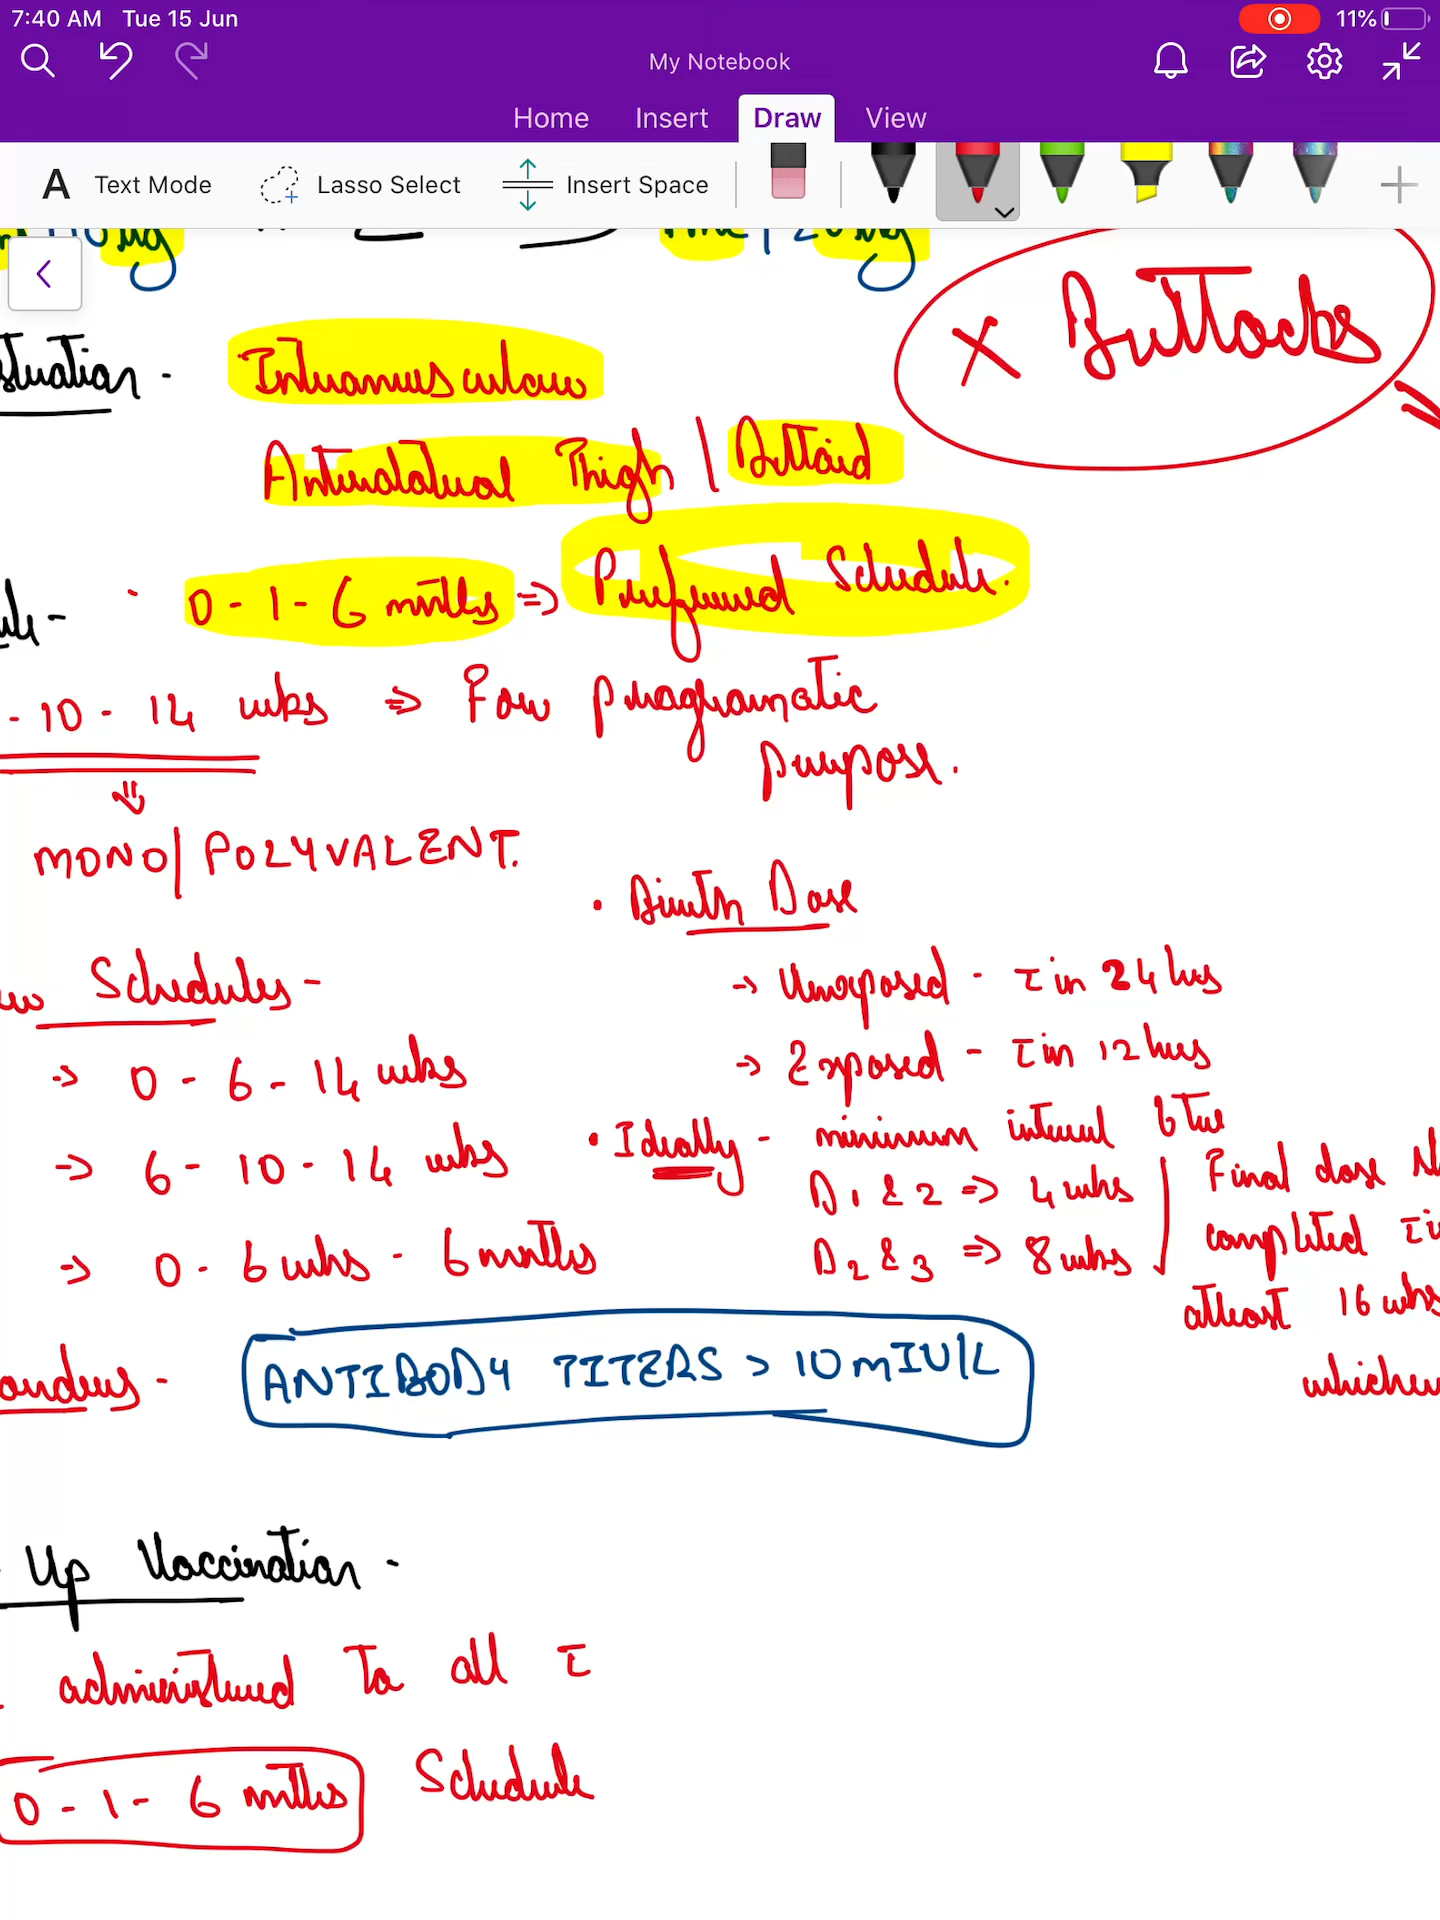 7:40 AM Tue 15 Jun
11%
My Notebook
Home Insert Draw View
A Text Mode Lasso Select Insert Space
× Buttocks
Intramuscular
Anterolateral Thigh | Deltoid
0 - 1 - 6 mnths ⇒ Preferred Schedule.
- 10 - 14 wks ⇒ For programatic
purpose.
MONO | POLYVALENT.
• Birth Dose
Schedules -
→ Unexposed - in 24 hrs
→ 0 - 6 - 14 wks
→ Exposed - in 12 hrs
• Ideally - minimum interval btw
→ 6 - 10 - 14 wks
D1 & 2 ⇒ 4 wks
Final dose
completed
→ 0 - 6 wks - 6 mnths
D2 & 3 ⇒ 8 wks
atleast 16 wks
ANTIBODY TITERS > 10 mIU/L
Up Vaccination -
administered to all
0 - 1 - 6 mnths Schedule